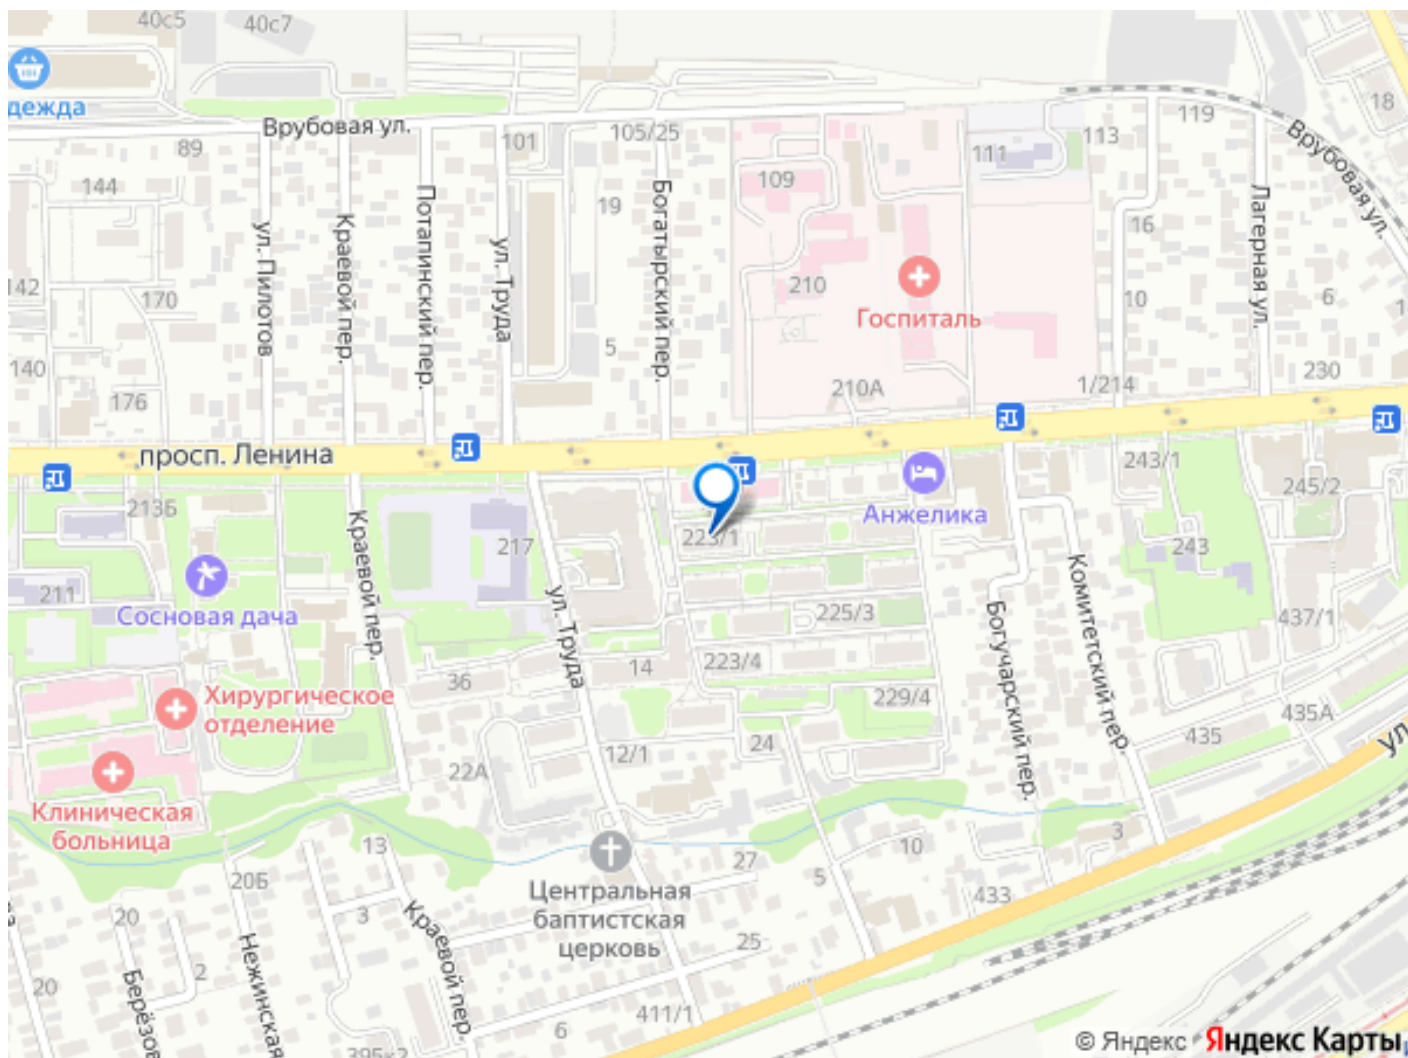 40с5
40с7
дежда
Врубовая ул.
89
101
105/25
119
18
111
113
Врубовая ул.
144
109
19
16
ул. Пилотов
Краевой пер.
Потапинский пер.
ул. Труда
Богатырский пер.
Лагерная ул.
142
170
210
10
6
Госпиталь
5
140
176
210А
1/214
230
просп. Ленина
243/1
245/2
213Б
Анжелика
217
223/1
243
211
Сосновая дача
Краевой пер.
ул. Труда
225/3
Богучарский пер.
Комитетский пер.
437/1
36
14
223/4
229/4
Хирургическое
отделение
435А
435
12/1
24
22А
ул
Клиническая
больница
13
3
27
10
5
20Б
433
Центральная
баптистская
церковь
20
3
Краевой пер.
25
2
Нежинская
Берёзов
20
411/1
6
395к2
© Яндекс
Яндекс Карты